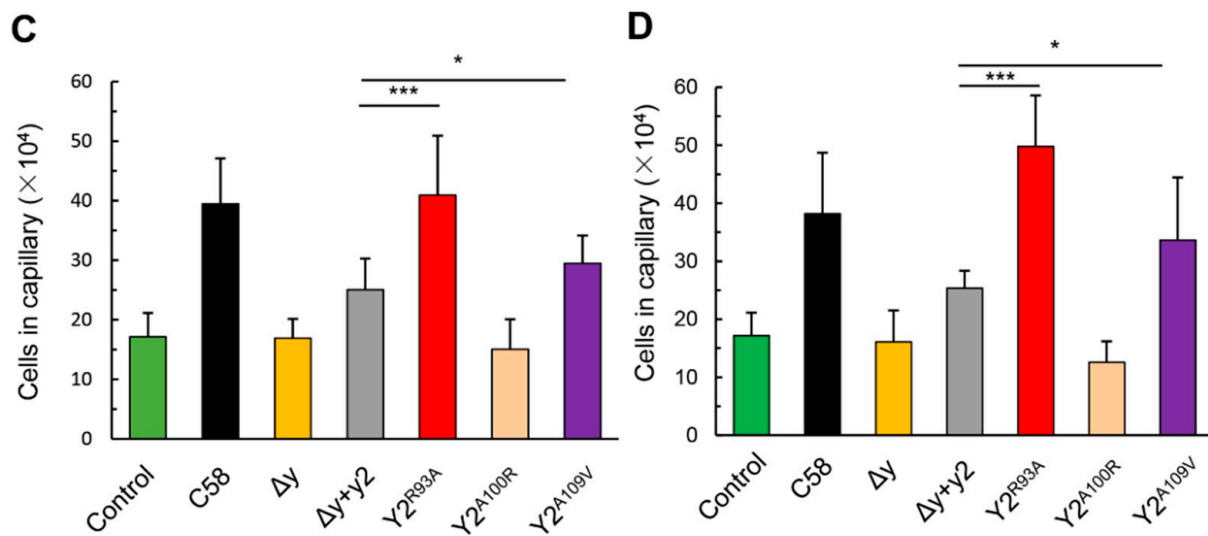 C
*
***
60
50
40
30
20
10
0
Cells in capillary (×10⁴)
Control
C58
Δy
Δy+y2
Y2ᴿ⁹³ᴬ
Y2ᴬ¹⁰⁰ᴿ
Y2ᴬ¹⁰⁹ⱽ
D
*
***
60
50
40
30
20
10
0
Cells in capillary (×10⁴)
Control
C58
Δy
Δy+y2
Y2ᴿ⁹³ᴬ
Y2ᴬ¹⁰⁰ᴿ
Y2ᴬ¹⁰⁹ⱽ